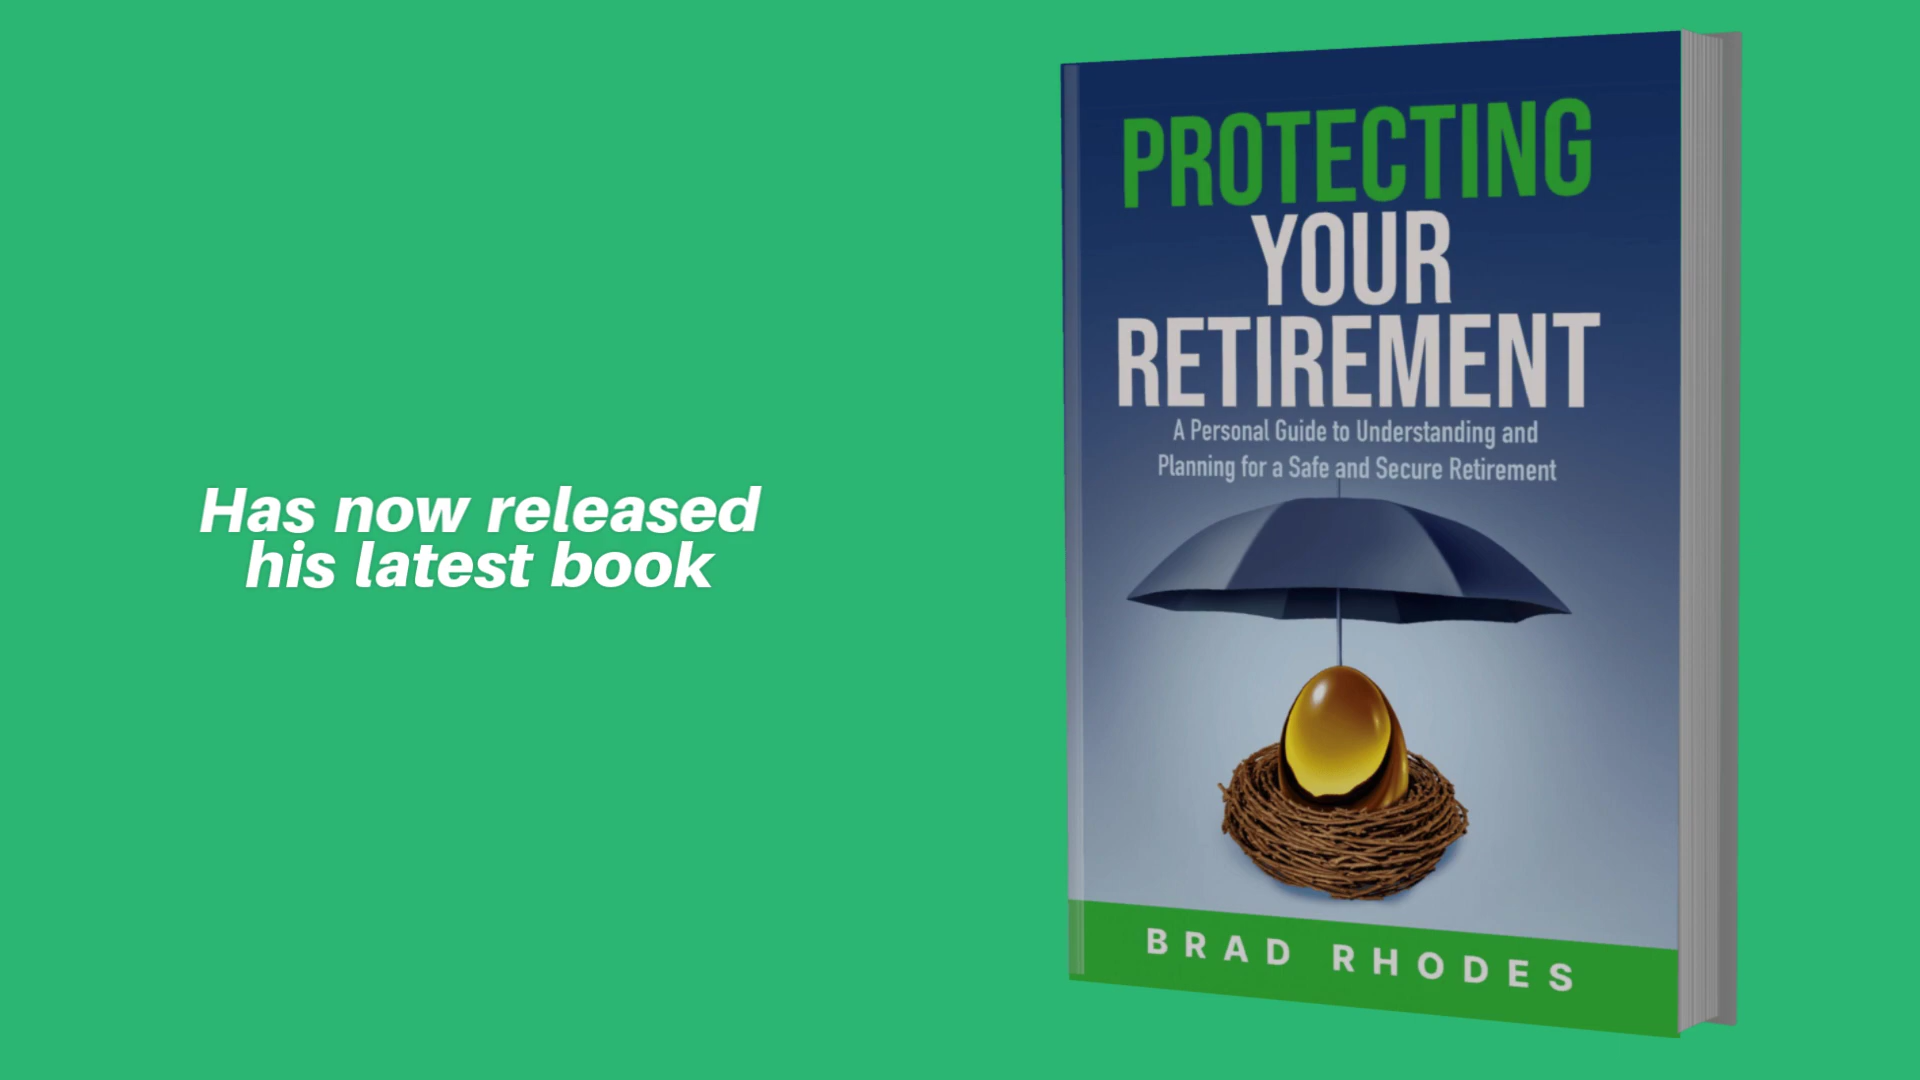 Has now released
his latest book
PROTECTING
YOUR
RETIREMENT
A Personal Guide to Understanding and
Planning for a Safe and Secure Retirement
BRAD RHODES